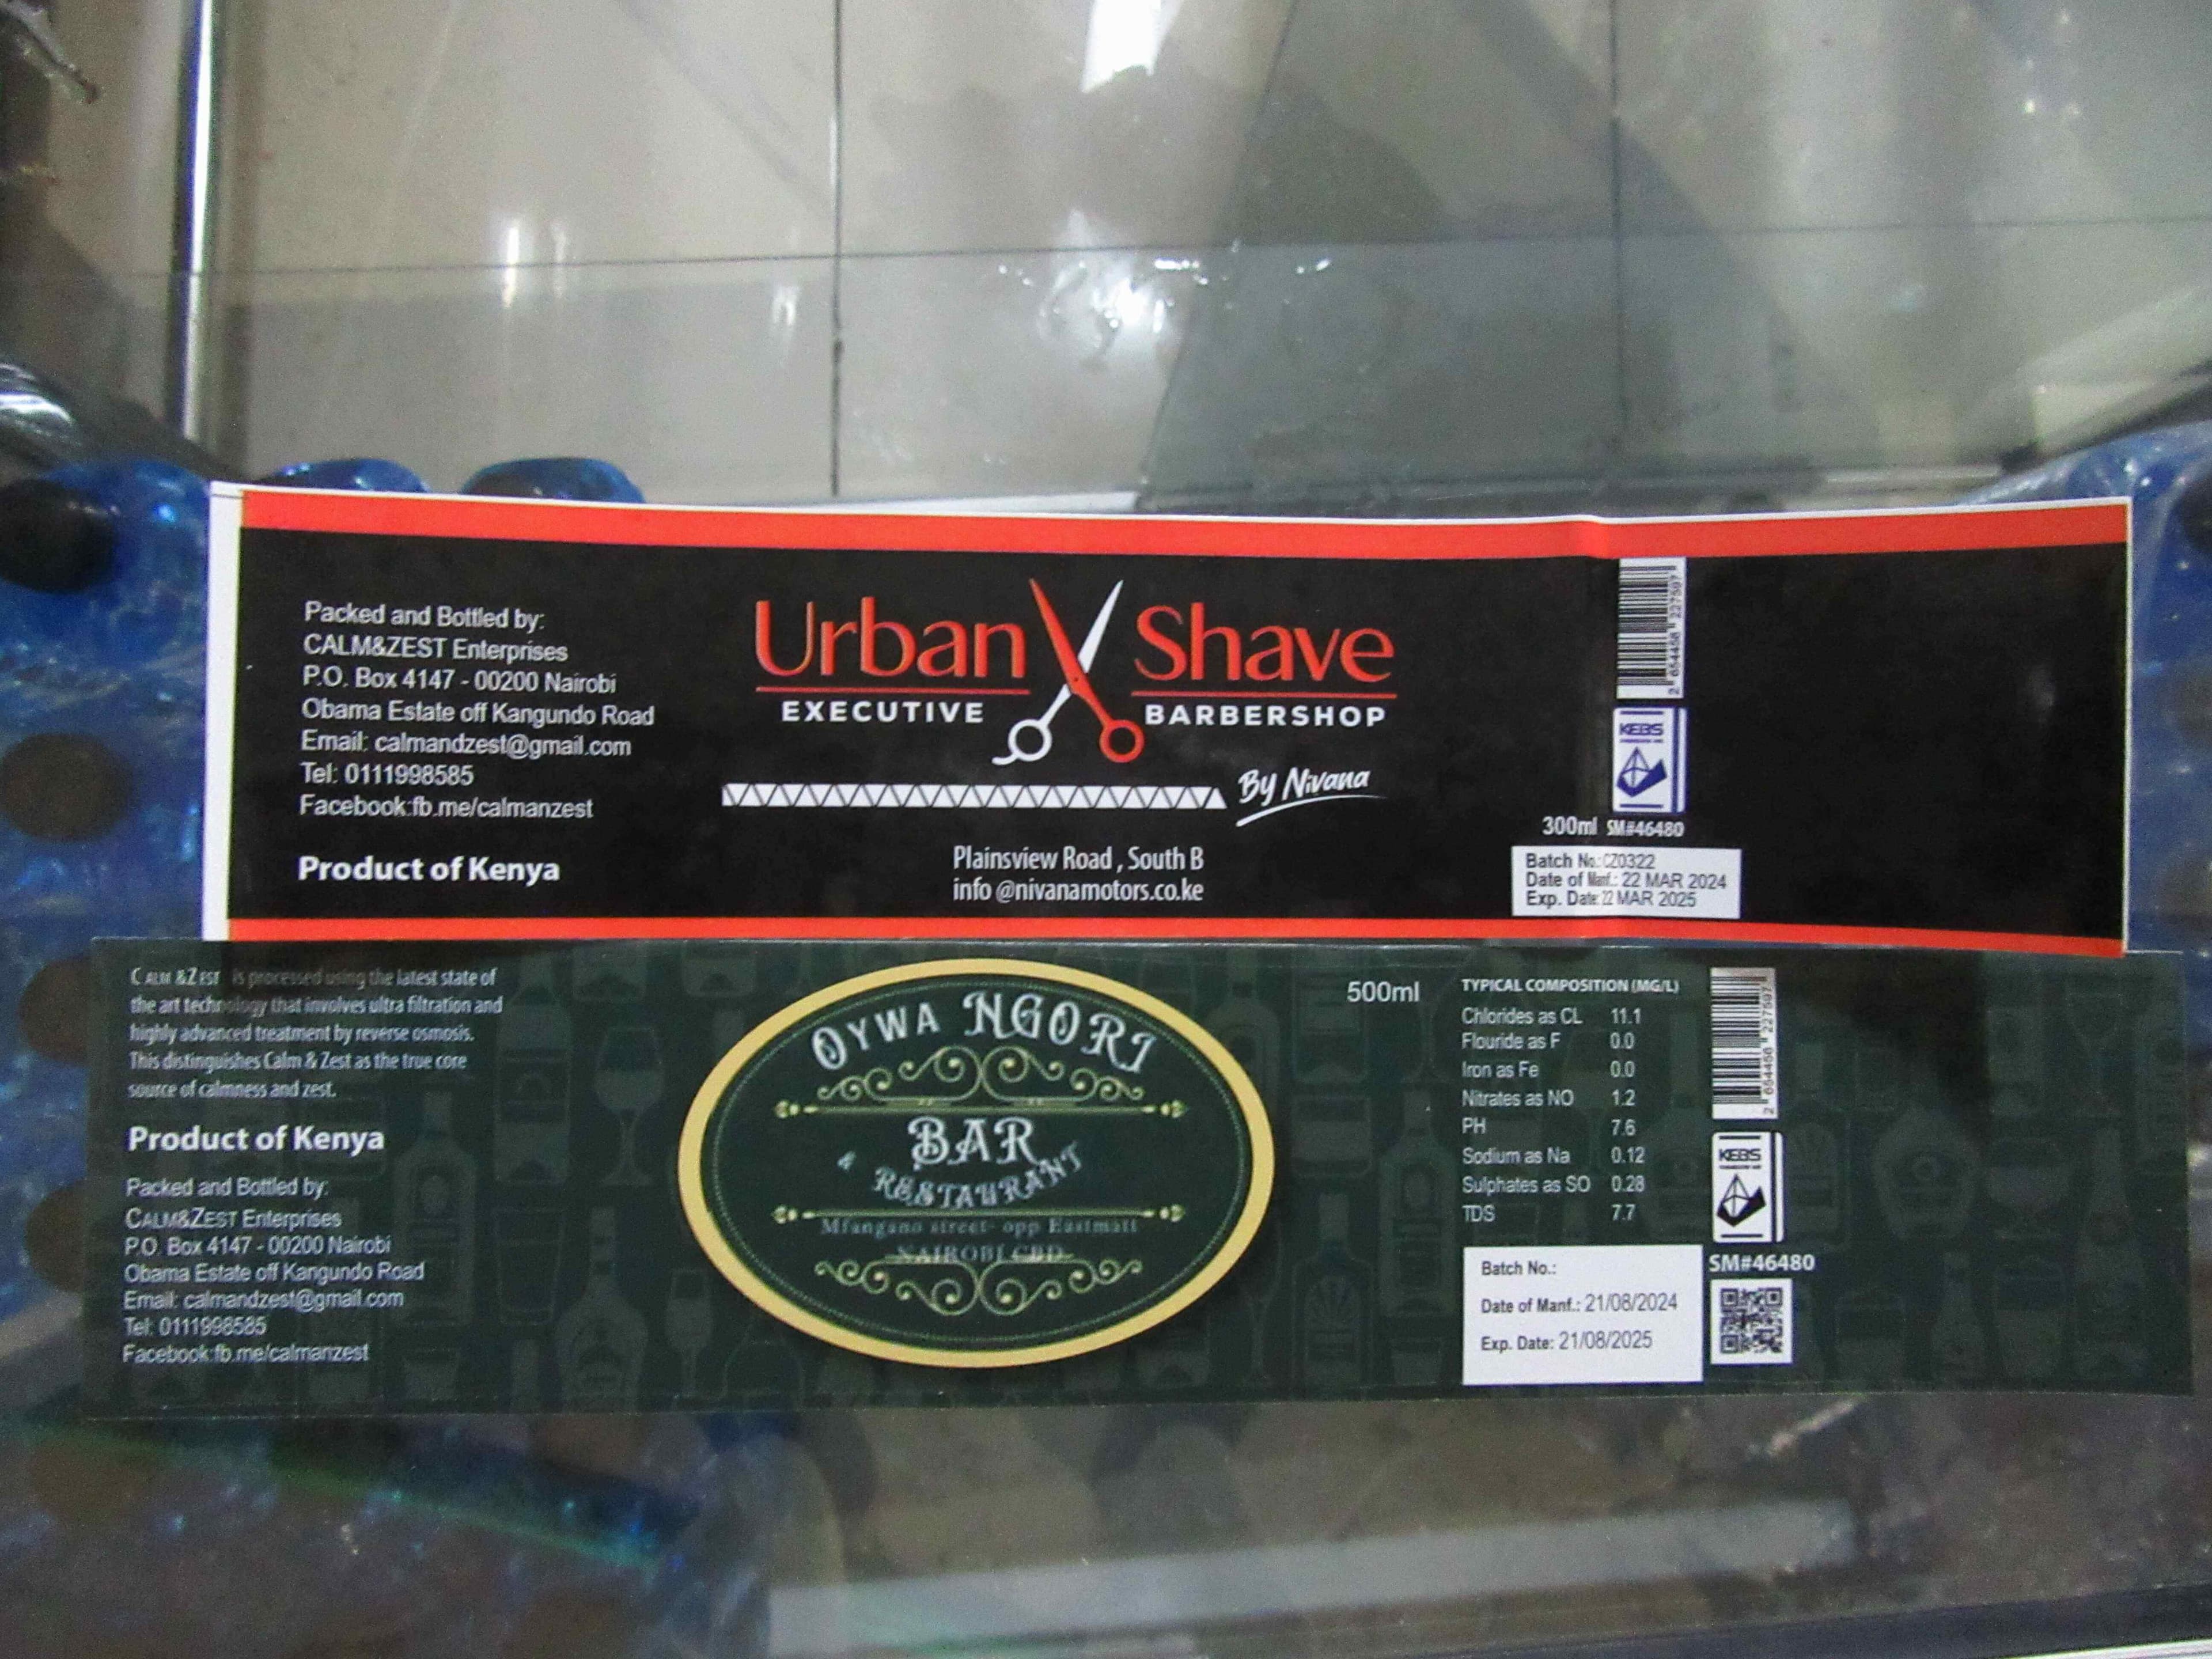 Packed and Bottled by:
CALM&ZEST Enterprises
P.O. Box 4147 - 00200 Nairobi
Obama Estate off Kangundo Road
Email: calmandzest@gmail.com
Tel: 0111998585
Facebook:fb.me/calmanzest
Product of Kenya
Urban Shave
EXECUTIVE BARBERSHOP
By Nivana
Plainsview Road , South B
info @nivanamotors.co.ke
2 654458 227597
KEBS
300ml SM#46480
Batch No.: CZ0322
Date of Manf.: 22 MAR 2024
Exp. Date: 22 MAR 2025
CALM &ZEST is processed using the latest state of
the art technology that involves ultra filtration and
highly advanced treatment by reverse osmosis.
This distinguishes Calm & Zest as the true core
source of calmness and zest.
Product of Kenya
Packed and Bottled by:
CALM&ZEST Enterprises
P.O. Box 4147 - 00200 Nairobi
Obama Estate off Kangundo Road
Email: calmandzest@gmail.com
Tel: 0111998585
Facebook:fb.me/calmanzest
OYWA NGORI
BAR
& RESTAURANT
Mfangano street- opp Eastmatt
NAIROBI CBD
500ml
TYPICAL COMPOSITION (MG/L)
Chlorides as CL 11.1
Flouride as F 0.0
Iron as Fe 0.0
Nitrates as NO 1.2
PH 7.6
Sodium as Na 0.12
Sulphates as SO 0.28
TDS 7.7
Batch No.:
Date of Manf.: 21/08/2024
Exp. Date: 21/08/2025
2 654458 227597
KEBS
SM#46480